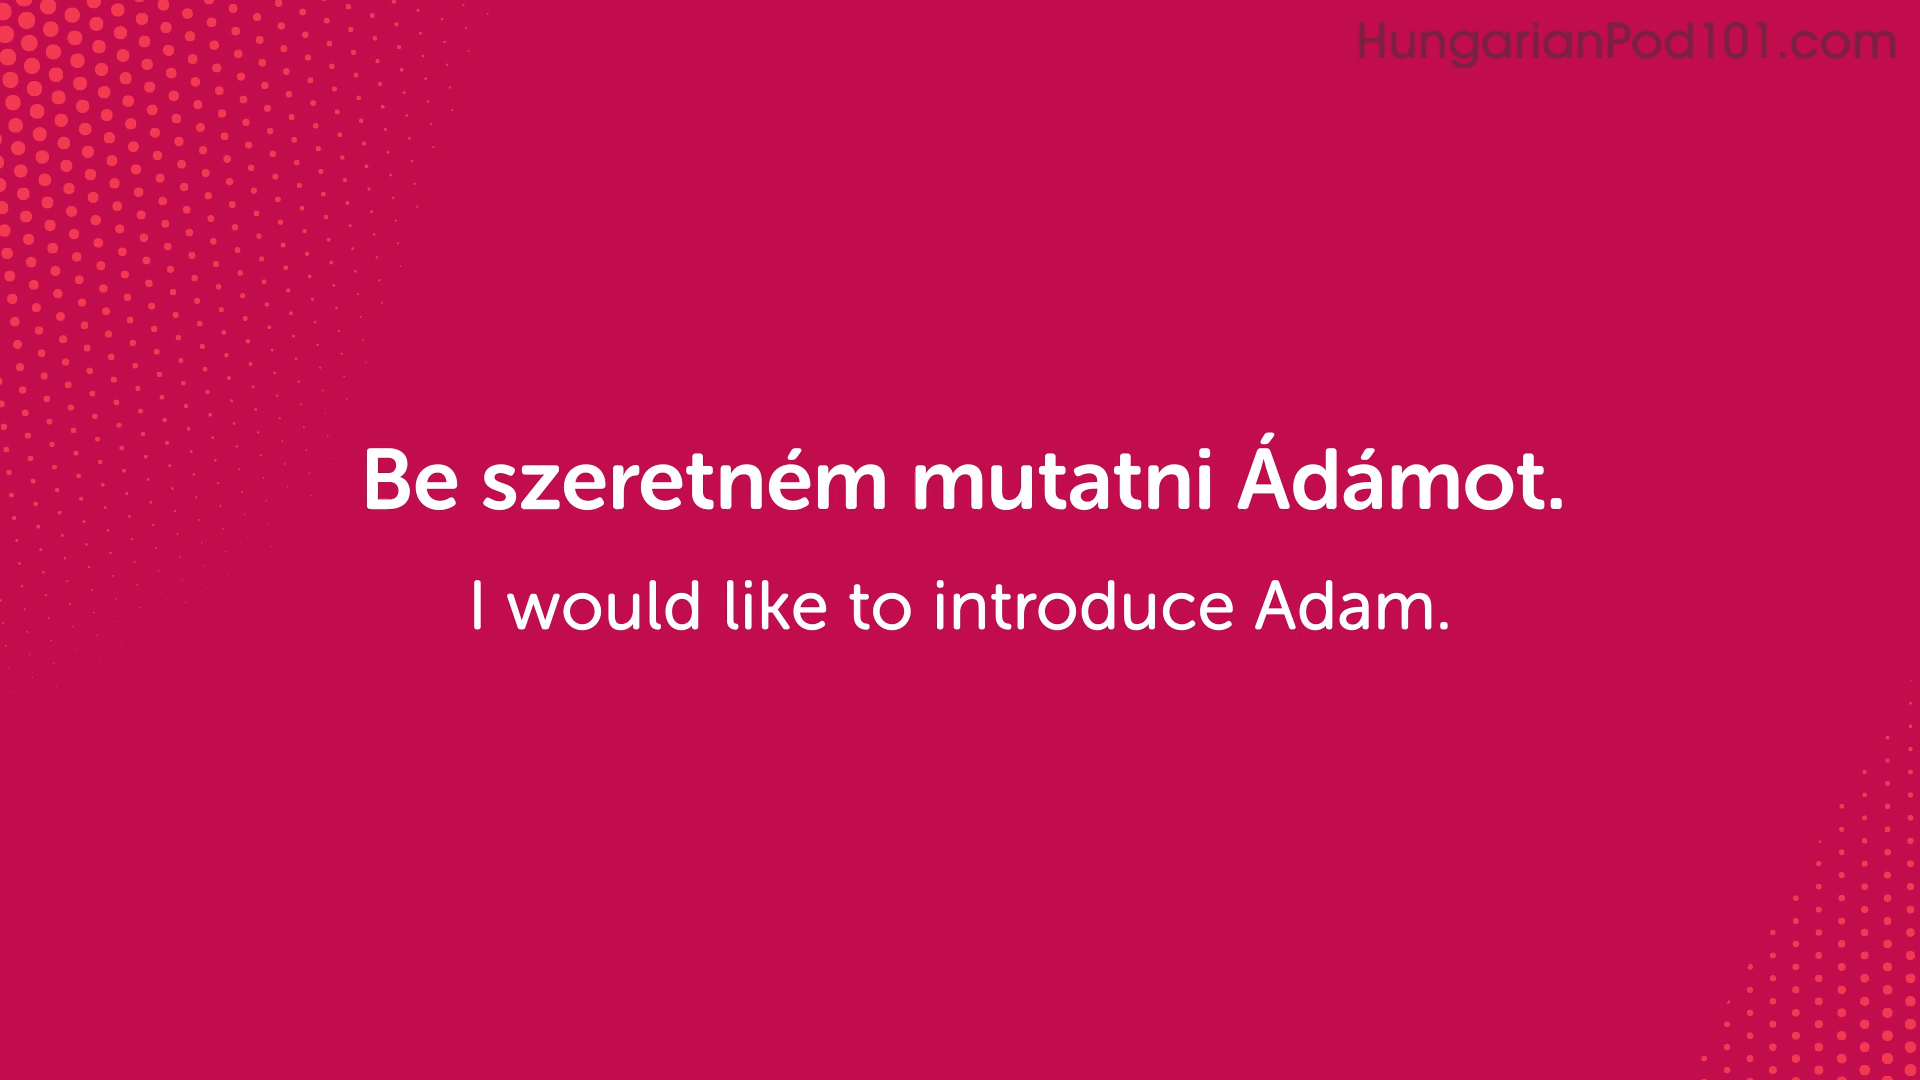 HungarianPod101.com
Be szeretném mutatni Ádámot.
I would like to introduce Adam.